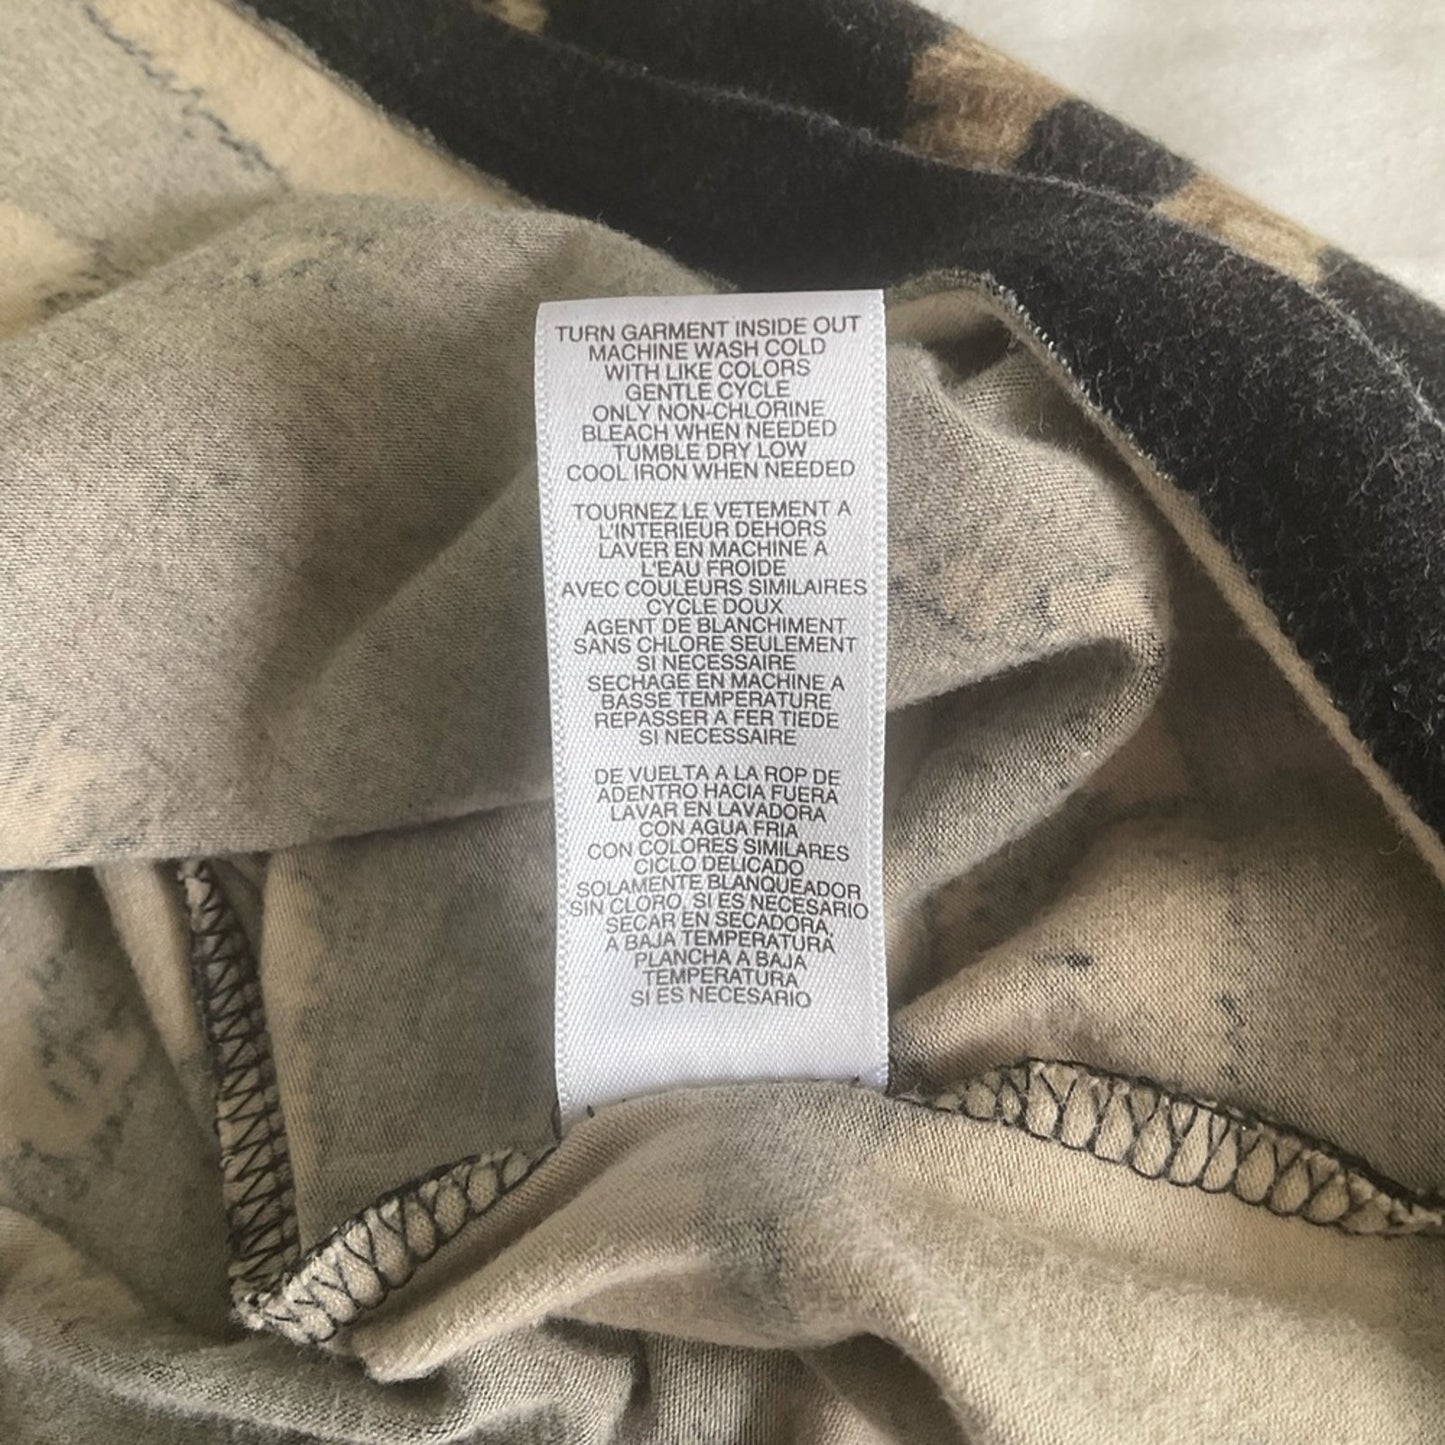 TURN GARMENT INSIDE OUT
MACHINE WASH COLD
WITH LIKE COLORS
GENTLE CYCLE
ONLY NON-CHLORINE
BLEACH WHEN NEEDED
TUMBLE DRY LOW
COOL IRON WHEN NEEDED
TOURNEZ LE VETEMENT A
L'INTERIEUR DEHORS
LAVER EN MACHINE A
L'EAU FROIDE
AVEC COULEURS SIMILAIRES
CYCLE DOUX
AGENT DE BLANCHIMENT
SANS CHLORE SEULEMENT
SI NECESSAIRE
SECHAGE EN MACHINE A
BASSE TEMPERATURE
REPASSER A FER TIEDE
SI NECESSAIRE
DE VUELTA A LA ROP DE
ADENTRO HACIA FUERA
LAVAR EN LAVADORA
CON AGUA FRIA
CON COLORES SIMILARES
CICLO DELICADO
SOLAMENTE BLANQUEADOR
SIN CLORO, SI ES NECESARIO
SECAR EN SECADORA,
A BAJA TEMPERATURA
PLANCHA A BAJA
TEMPERATURA
SI ES NECESARIO